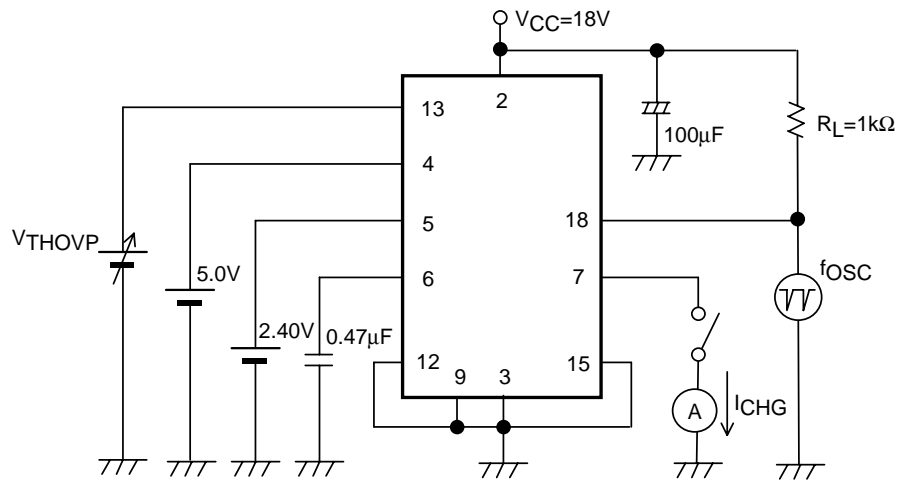 VCC=18V
13
2
100μF
RL=1kΩ
4
5
18
VTHOVP
5.0V
6
7
fOSC
2.40V
0.47μF
12
9
3
15
A
ICHG